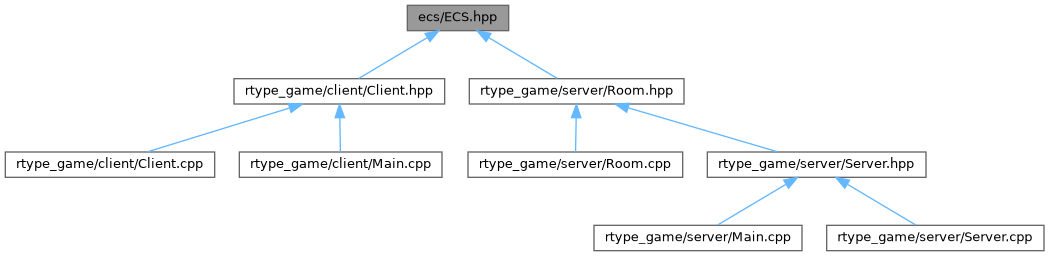 ecs/ECS.hpp
rtype_game/client/Client.hpp
rtype_game/server/Room.hpp
rtype_game/client/Client.cpp
rtype_game/client/Main.cpp
rtype_game/server/Room.cpp
rtype_game/server/Server.hpp
rtype_game/server/Main.cpp
rtype_game/server/Server.cpp